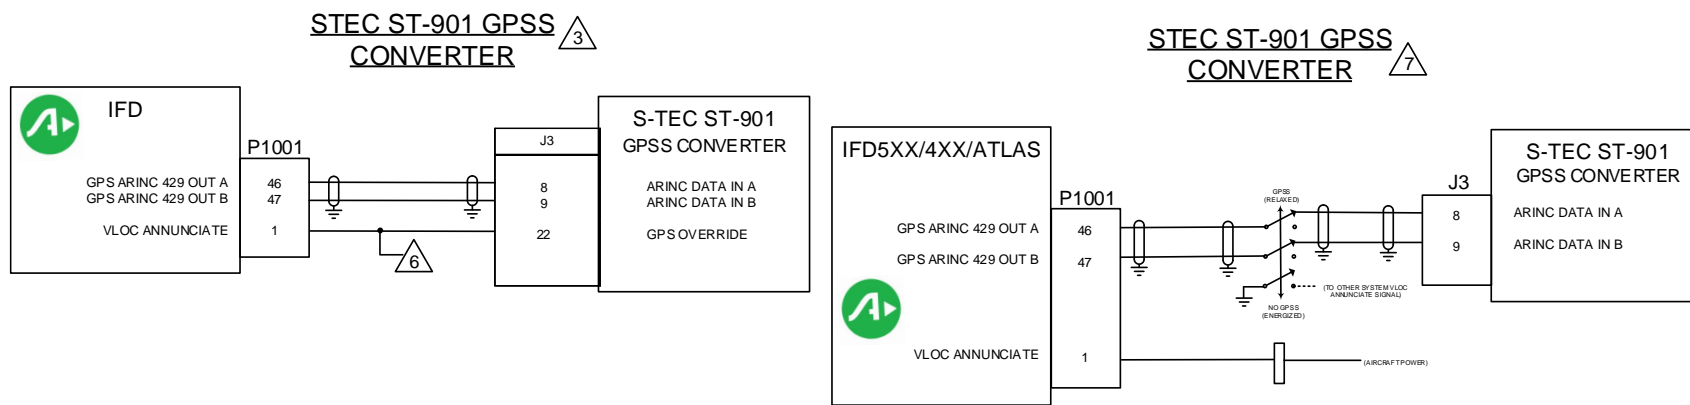 STEC ST-901 GPSS
CONVERTER
3
IFD
P1001
GPS ARINC 429 OUT A
46
GPS ARINC 429 OUT B
47
VLOC ANNUNCIATE
1
6
J3
8
9
22
S-TEC ST-901
GPSS CONVERTER
ARINC DATA IN A
ARINC DATA IN B
GPS OVERRIDE
STEC ST-901 GPSS
CONVERTER
7
IFD5XX/4XX/ATLAS
P1001
GPS ARINC 429 OUT A
46
GPS ARINC 429 OUT B
47
VLOC ANNUNCIATE
1
GPSS
(RELAXED)
(TO OTHER SYSTEM VLOC
ANNUNCIATE SIGNAL)
NO GPSS
(ENERGIZED)
(AIRCRAFT POWER)
J3
8
9
S-TEC ST-901
GPSS CONVERTER
ARINC DATA IN A
ARINC DATA IN B